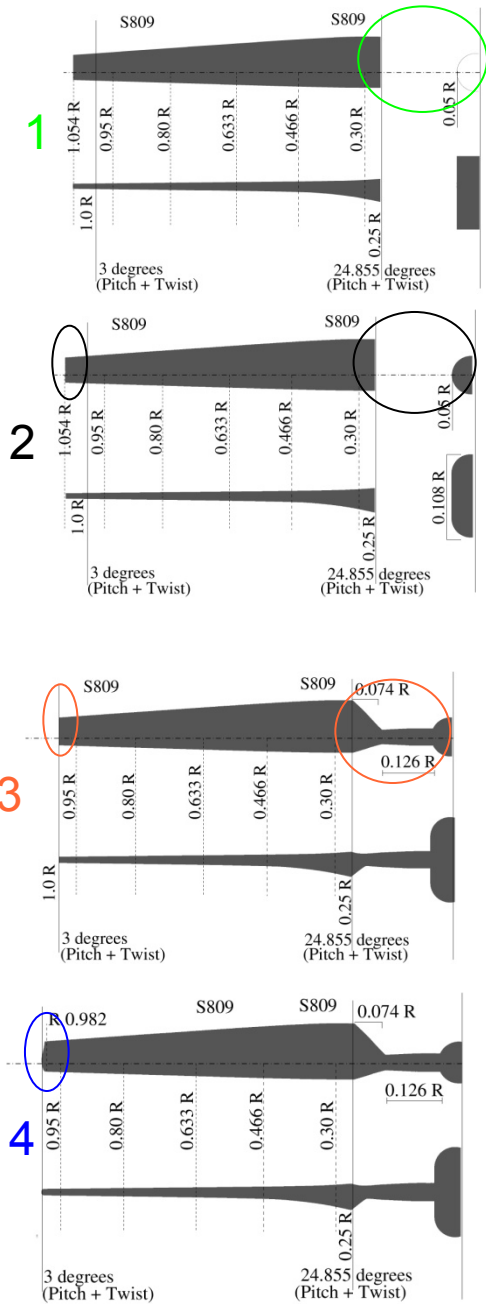 S809
S809
1
1.054 R
0.95 R
0.80 R
0.633 R
0.466 R
0.30 R
0.05 R
1.0 R
0.25 R
3 degrees
(Pitch + Twist)
24.855 degrees
(Pitch + Twist)
S809
S809
2
1.054 R
0.95 R
0.80 R
0.633 R
0.466 R
0.30 R
0.05 R
1.0 R
0.25 R
0.108 R
3 degrees
(Pitch + Twist)
24.855 degrees
(Pitch + Twist)
S809
S809
0.074 R
3
0.95 R
0.80 R
0.633 R
0.466 R
0.30 R
0.126 R
1.0 R
0.25 R
3 degrees
(Pitch + Twist)
24.855 degrees
(Pitch + Twist)
R 0.982
S809
S809
0.074 R
4
0.95 R
0.80 R
0.633 R
0.466 R
0.30 R
0.126 R
0.25 R
3 degrees
(Pitch + Twist)
24.855 degrees
(Pitch + Twist)